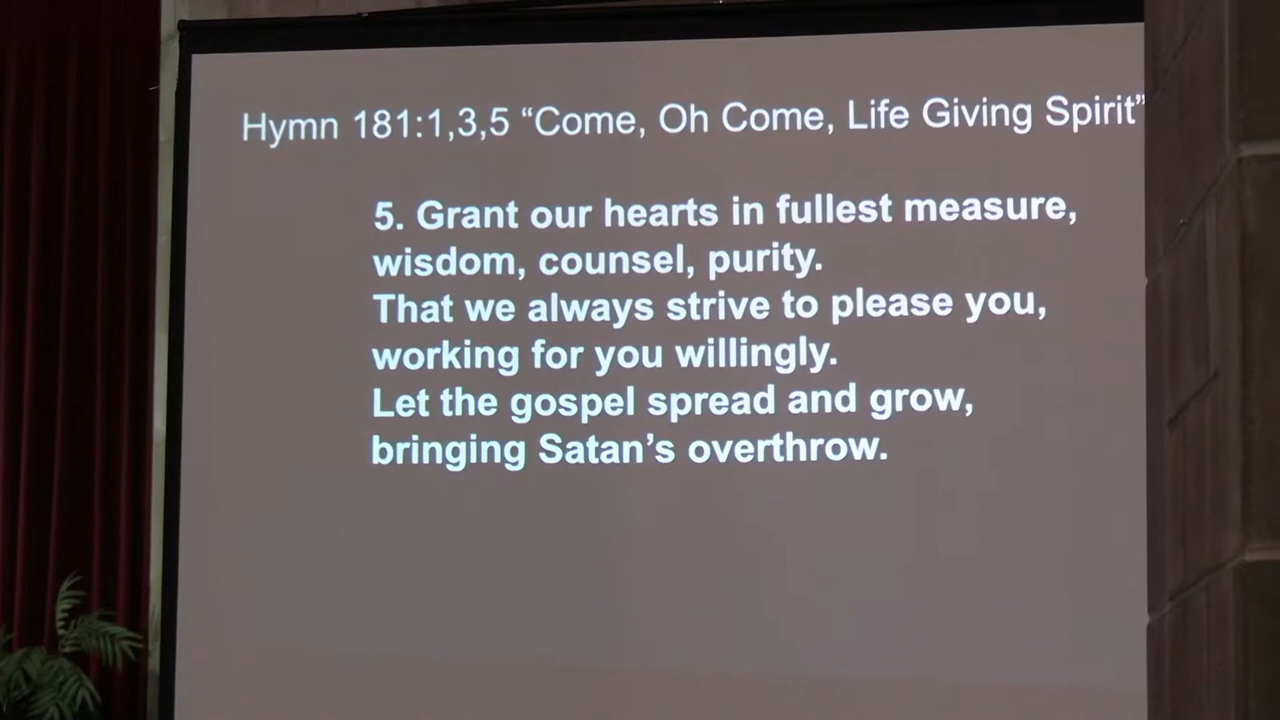 Hymn 181:1,3,5 “Come, Oh Come, Life Giving Spirit”
5. Grant our hearts in fullest measure,
wisdom, counsel, purity.
That we always strive to please you,
working for you willingly.
Let the gospel spread and grow,
bringing Satan’s overthrow.